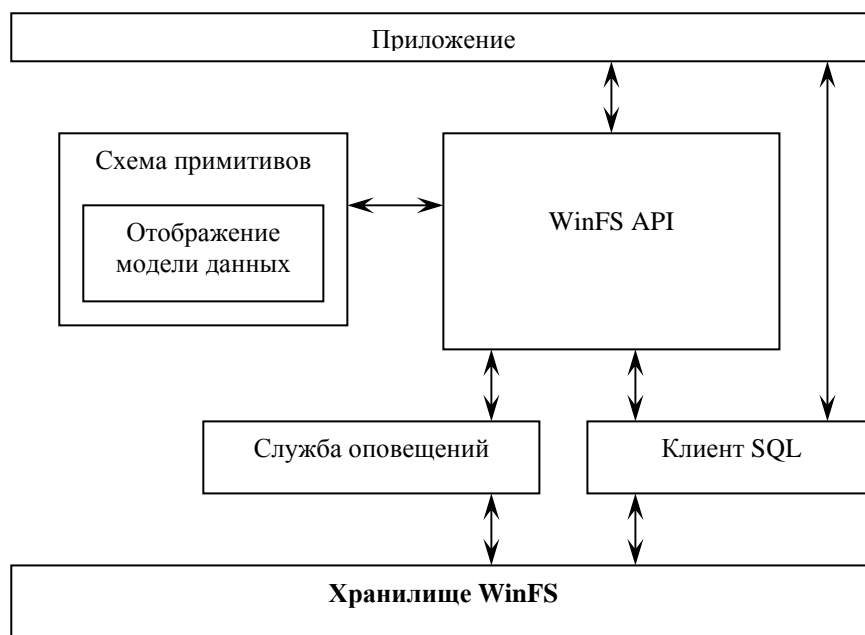 Приложение
Схема примитивов
Отображение
модели данных
WinFS API
Служба оповещений
Клиент SQL
Хранилище WinFS